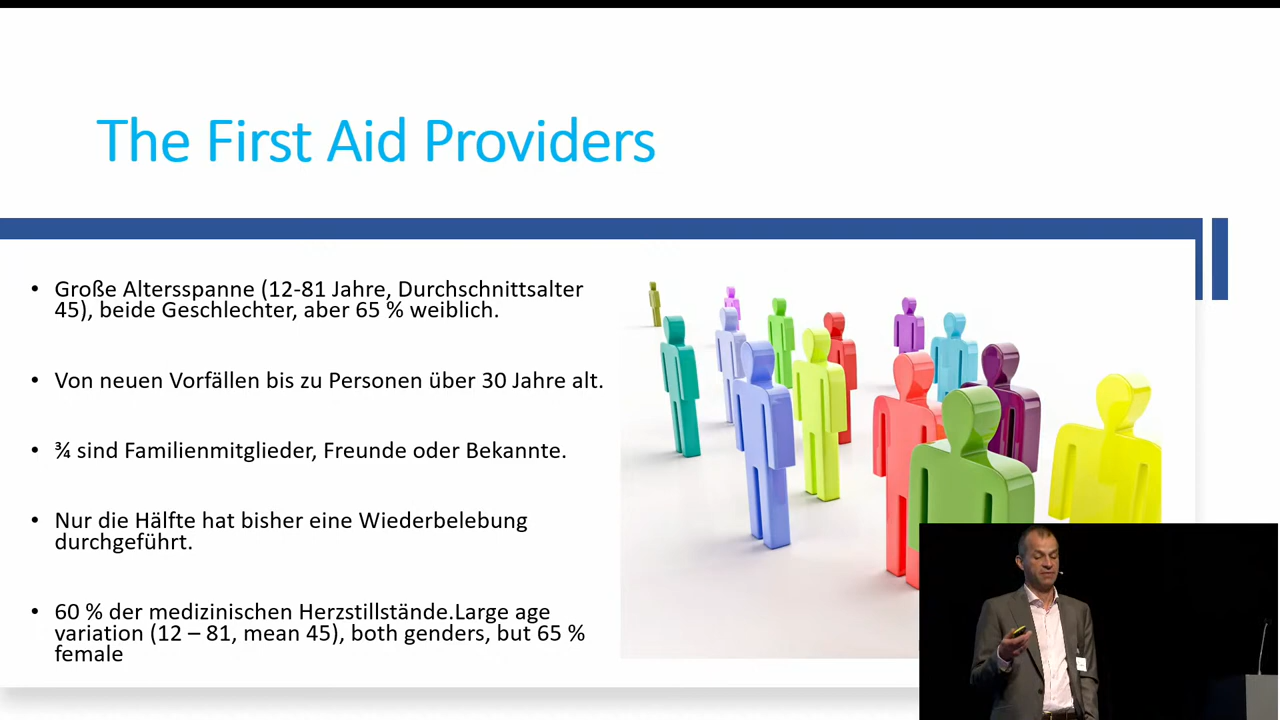 The First Aid Providers
• Große Altersspanne (12-81 Jahre, Durchschnittsalter
45), beide Geschlechter, aber 65 % weiblich.
• Von neuen Vorfällen bis zu Personen über 30 Jahre alt.
• ¾ sind Familienmitglieder, Freunde oder Bekannte.
• Nur die Hälfte hat bisher eine Wiederbelebung
durchgeführt.
• 60 % der medizinischen Herzstillstände.Large age
variation (12 – 81, mean 45), both genders, but 65 %
female